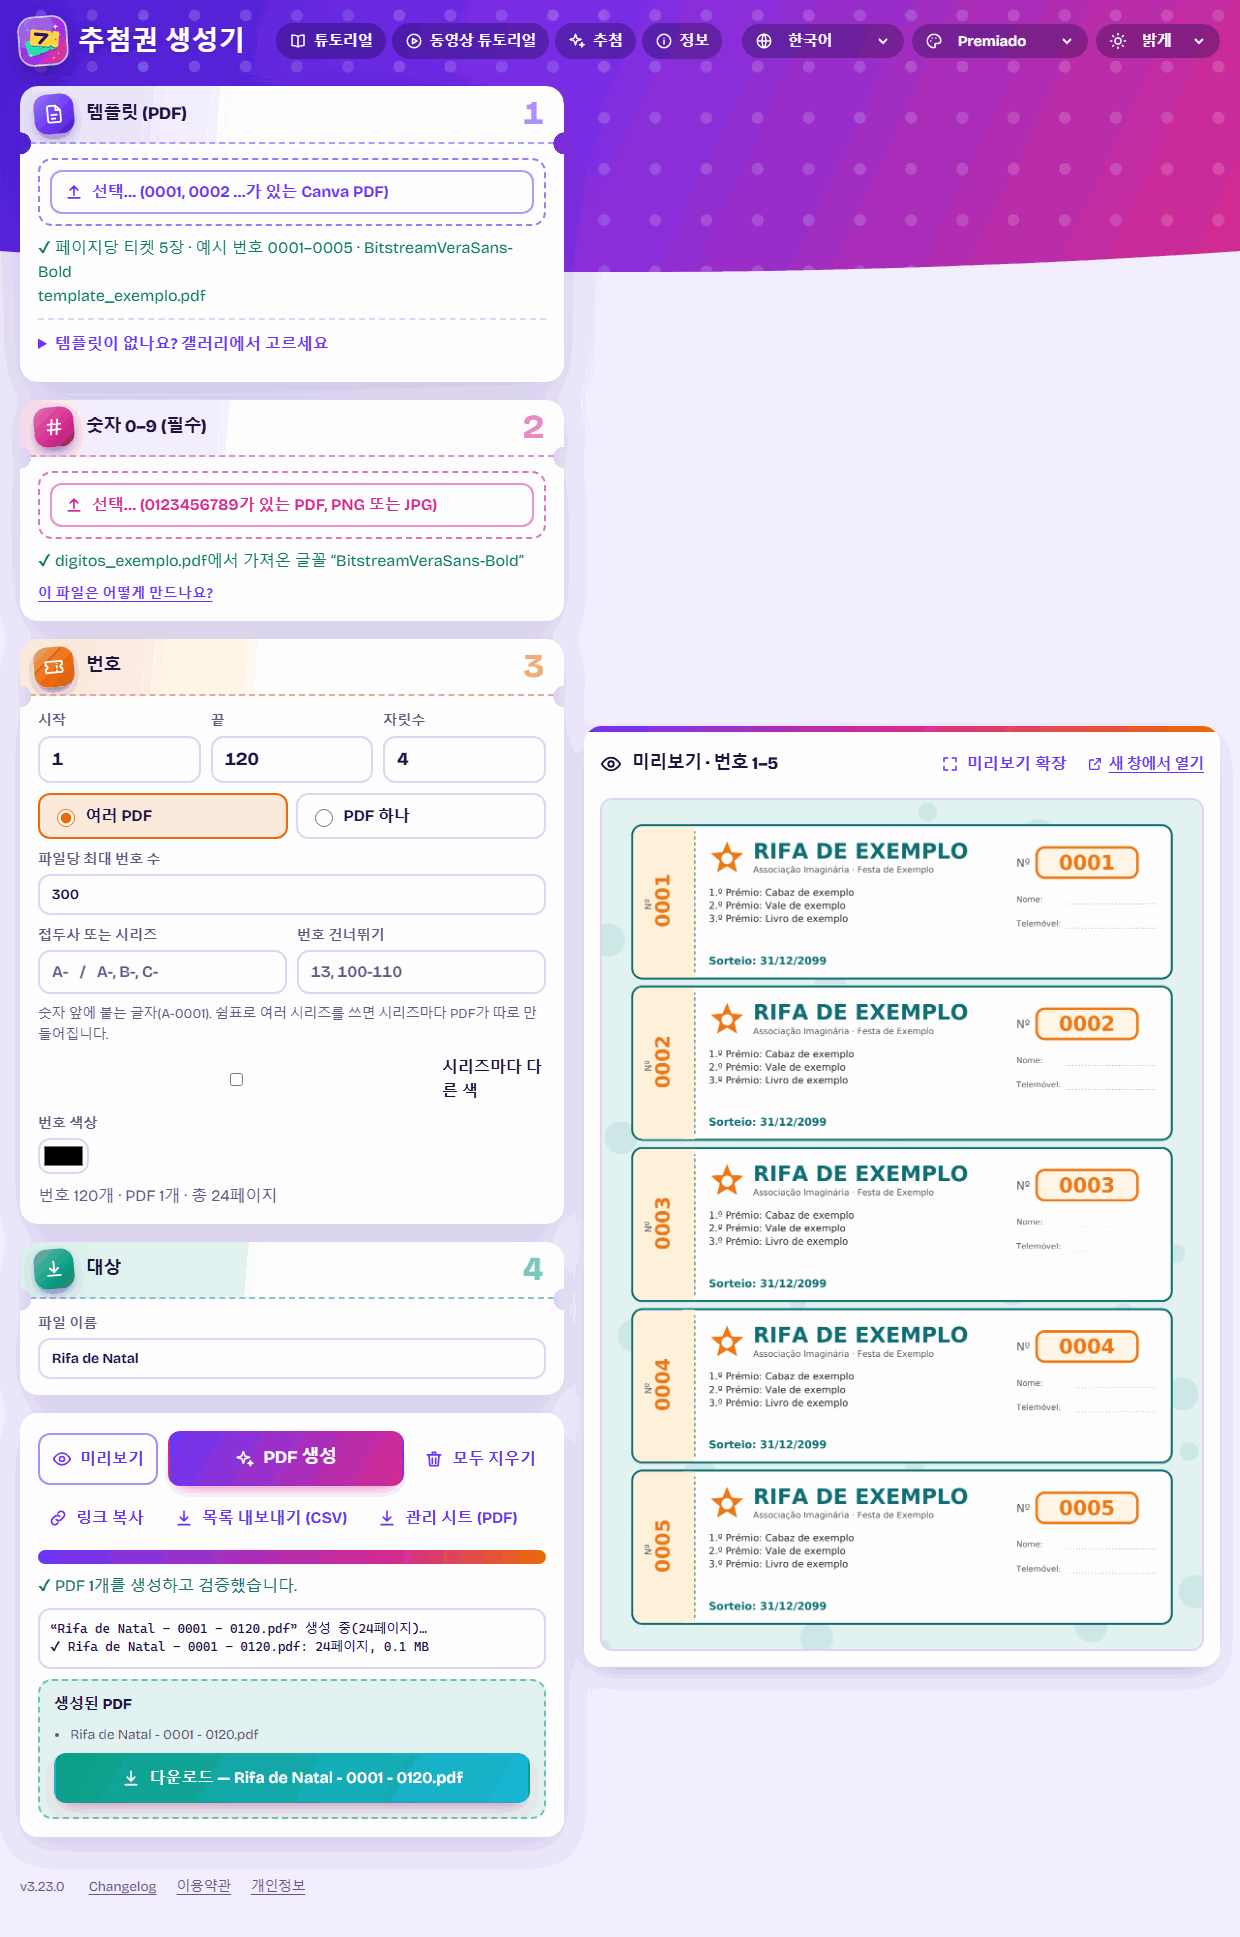 추첨권 생성기
튜토리얼
동영상 튜토리얼
추첨
정보
한국어
Premiado
밝게
템플릿 (PDF)
1
선택... (0001, 0002 ...가 있는 Canva PDF)
✓ 페이지당 티켓 5장 · 예시 번호 0001–0005 · BitstreamVeraSans-
Bold
template_exemplo.pdf
템플릿이 없나요? 갤러리에서 고르세요
숫자 0–9 (필수)
2
선택... (0123456789가 있는 PDF, PNG 또는 JPG)
✓ digitos_exemplo.pdf에서 가져온 글꼴 “BitstreamVeraSans-Bold”
이 파일은 어떻게 만드나요?
번호
3
시작
끝
자릿수
1
120
4
여러 PDF
PDF 하나
파일당 최대 번호 수
300
접두사 또는 시리즈
번호 건너뛰기
A- / A-, B-, C-
13, 100-110
숫자 앞에 붙는 글자(A-0001). 쉼표로 여러 시리즈를 쓰면 시리즈마다 PDF가 따로 만
들어집니다.
시리즈마다 다
른 색
번호 색상
번호 120개 · PDF 1개 · 총 24페이지
대상
4
파일 이름
Rifa de Natal
미리보기
PDF 생성
모두 지우기
링크 복사
목록 내보내기 (CSV)
관리 시트 (PDF)
✓ PDF 1개를 생성하고 검증했습니다.
“Rifa de Natal – 0001 – 0120.pdf” 생성 중(24페이지)…
✓ Rifa de Natal – 0001 – 0120.pdf: 24페이지, 0.1 MB
생성된 PDF
• Rifa de Natal - 0001 - 0120.pdf
다운로드 — Rifa de Natal - 0001 - 0120.pdf
v3.23.0
Changelog
이용약관
개인정보
미리보기 · 번호 1–5
미리보기 확장
새 창에서 열기
Nº 0001
RIFA DE EXEMPLO
Associação Imaginária · Festa de Exemplo
1.º Prémio: Cabaz de exemplo
2.º Prémio: Vale de exemplo
3.º Prémio: Livro de exemplo
Sorteio: 31/12/2099
Nº 0001
Nome:
Telemóvel:
Nº 0002
RIFA DE EXEMPLO
Associação Imaginária · Festa de Exemplo
1.º Prémio: Cabaz de exemplo
2.º Prémio: Vale de exemplo
3.º Prémio: Livro de exemplo
Sorteio: 31/12/2099
Nº 0002
Nome:
Telemóvel:
Nº 0003
RIFA DE EXEMPLO
Associação Imaginária · Festa de Exemplo
1.º Prémio: Cabaz de exemplo
2.º Prémio: Vale de exemplo
3.º Prémio: Livro de exemplo
Sorteio: 31/12/2099
Nº 0003
Nome:
Telemóvel:
Nº 0004
RIFA DE EXEMPLO
Associação Imaginária · Festa de Exemplo
1.º Prémio: Cabaz de exemplo
2.º Prémio: Vale de exemplo
3.º Prémio: Livro de exemplo
Sorteio: 31/12/2099
Nº 0004
Nome:
Telemóvel:
Nº 0005
RIFA DE EXEMPLO
Associação Imaginária · Festa de Exemplo
1.º Prémio: Cabaz de exemplo
2.º Prémio: Vale de exemplo
3.º Prémio: Livro de exemplo
Sorteio: 31/12/2099
Nº 0005
Nome:
Telemóvel: